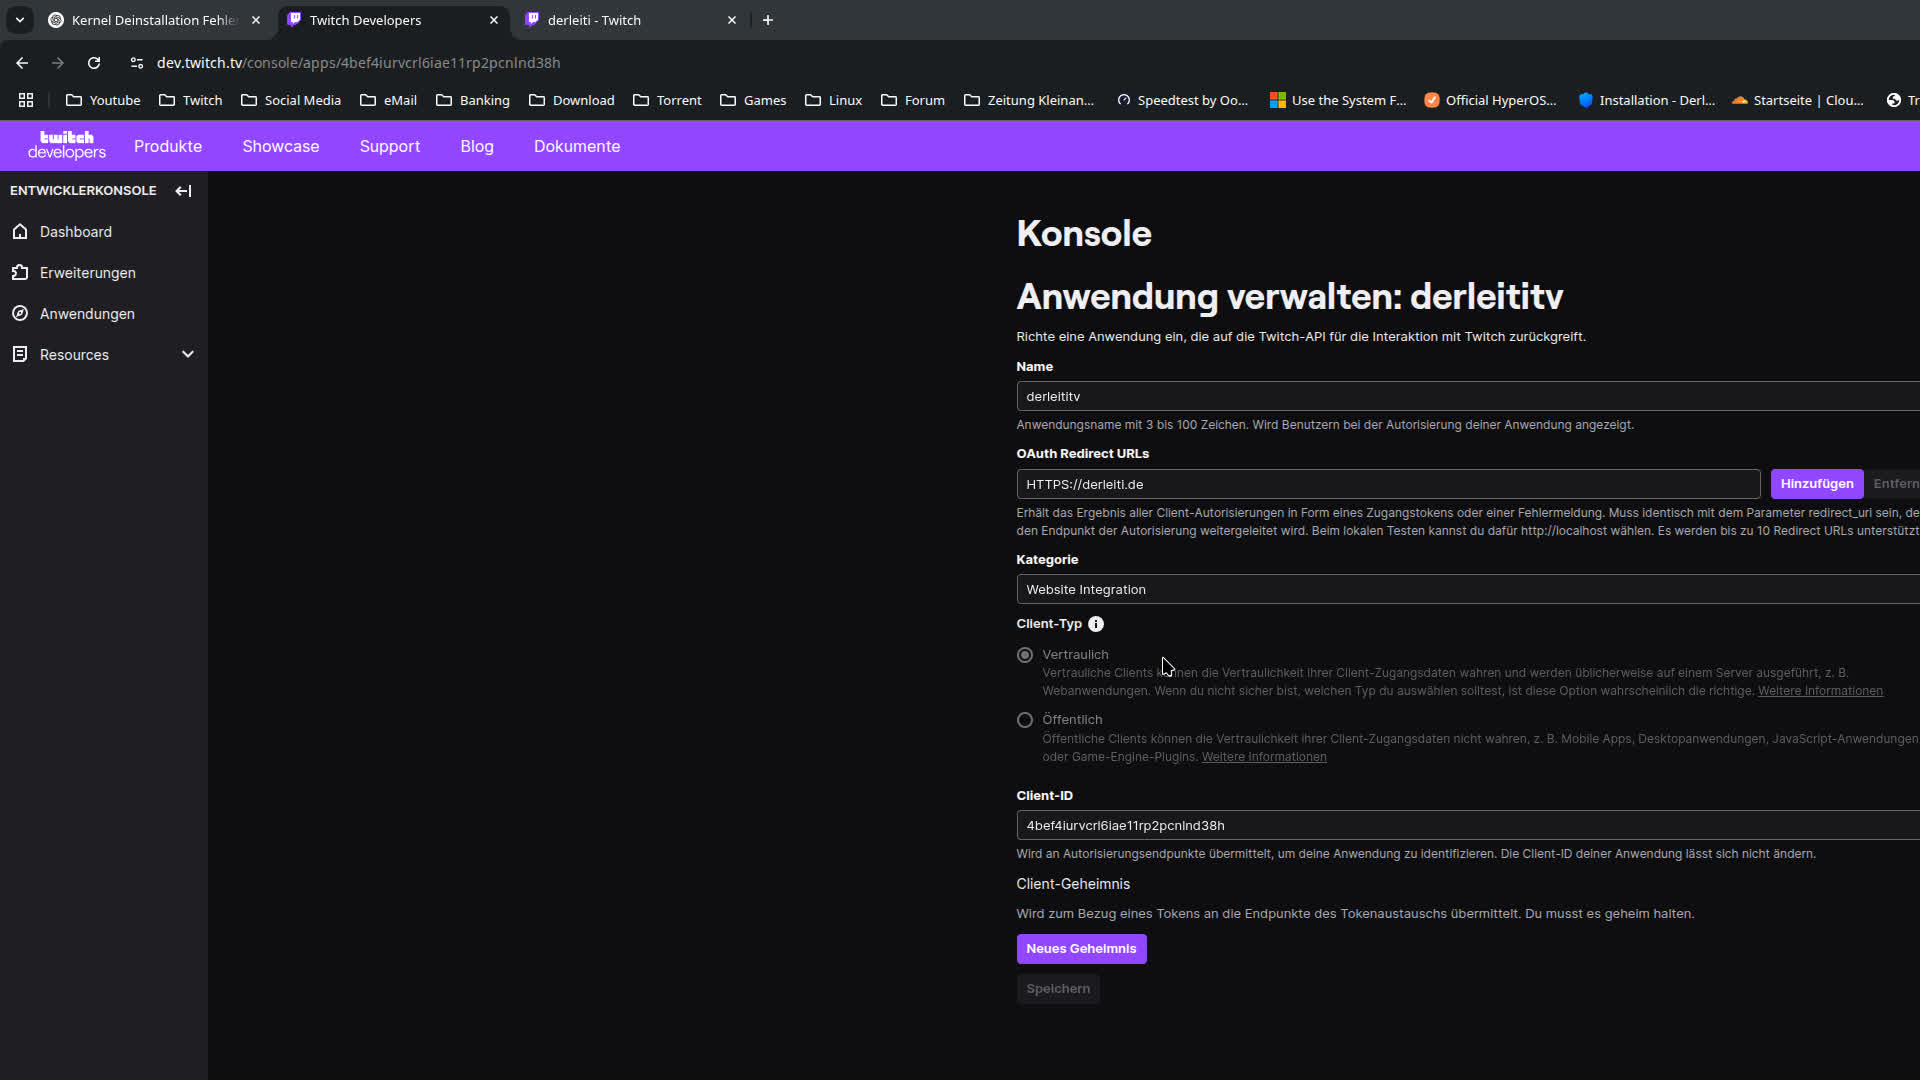 Kernel Deinstallation Fehle
Twitch Developers
derleiti - Twitch
dev.twitch.tv/console/apps/4bef4iurvcrl6iae11rp2pcnlnd38h
Youtube
Twitch
Social Media
eMail
Banking
Download
Torrent
Games
Linux
Forum
Zeitung Kleinan...
Speedtest by Oo...
Use the System F...
Official HyperOS...
Installation - Derl...
Startseite | Clou...
Tr
twitch
developers
Produkte
Showcase
Support
Blog
Dokumente
ENTWICKLERKONSOLE
Dashboard
Erweiterungen
Anwendungen
Resources
Konsole
Anwendung verwalten: derleititv
Richte eine Anwendung ein, die auf die Twitch-API für die Interaktion mit Twitch zurückgreift.
Name
derleititv
Anwendungsname mit 3 bis 100 Zeichen. Wird Benutzern bei der Autorisierung deiner Anwendung angezeigt.
OAuth Redirect URLs
HTTPS://derleiti.de
Hinzufügen
Entfern
Erhält das Ergebnis aller Client-Autorisierungen in Form eines Zugangstokens oder einer Fehlermeldung. Muss identisch mit dem Parameter redirect_uri sein, de
den Endpunkt der Autorisierung weitergeleitet wird. Beim lokalen Testen kannst du dafür http://localhost wählen. Es werden bis zu 10 Redirect URLs unterstützt
Kategorie
Website Integration
Client-Typ
Vertraulich
Vertrauliche Clients können die Vertraulichkeit ihrer Client-Zugangsdaten wahren und werden üblicherweise auf einem Server ausgeführt, z. B.
Webanwendungen. Wenn du nicht sicher bist, welchen Typ du auswählen solltest, ist diese Option wahrscheinlich die richtige. Weitere Informationen
Öffentlich
Öffentliche Clients können die Vertraulichkeit ihrer Client-Zugangsdaten nicht wahren, z. B. Mobile Apps, Desktopanwendungen, JavaScript-Anwendungen
oder Game-Engine-Plugins. Weitere Informationen
Client-ID
4bef4iurvcrl6iae11rp2pcnlnd38h
Wird an Autorisierungsendpunkte übermittelt, um deine Anwendung zu identifizieren. Die Client-ID deiner Anwendung lässt sich nicht ändern.
Client-Geheimnis
Wird zum Bezug eines Tokens an die Endpunkte des Tokenaustauschs übermittelt. Du musst es geheim halten.
Neues Geheimnis
Speichern